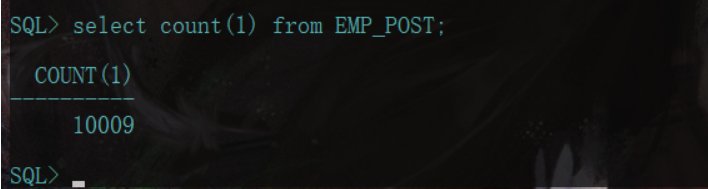 SQL> select count(1) from EMP_POST;
COUNT(1)
----------
10009
SQL>